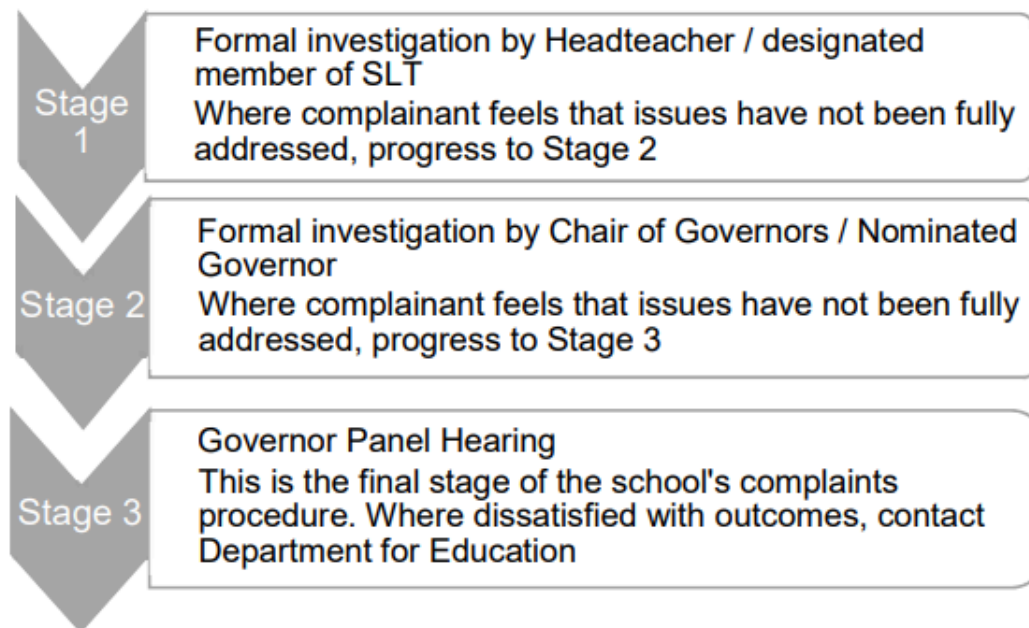 Stage
1
Formal investigation by Headteacher / designated
member of SLT
Where complainant feels that issues have not been fully
addressed, progress to Stage 2
Stage 2
Formal investigation by Chair of Governors / Nominated
Governor
Where complainant feels that issues have not been fully
addressed, progress to Stage 3
Stage 3
Governor Panel Hearing
This is the final stage of the school's complaints
procedure. Where dissatisfied with outcomes, contact
Department for Education